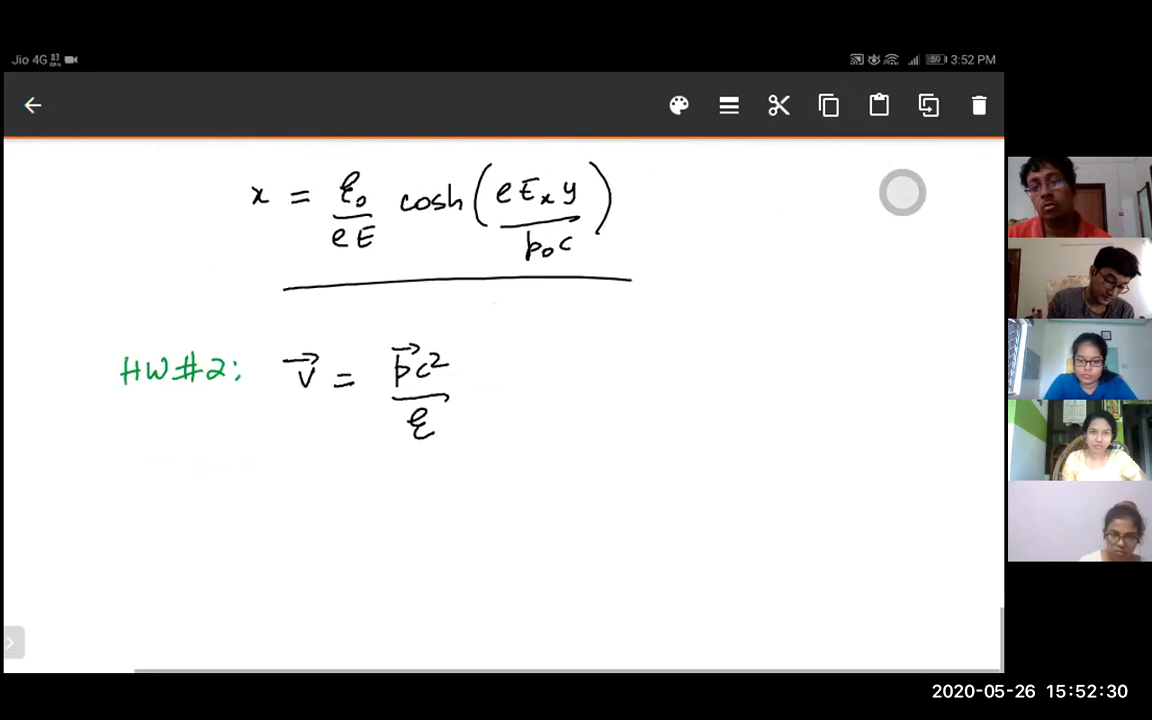 Jio 4G 3:52 PM
x = ℰ₀/eE cosh(eEₓy/p₀c)
HW#2: v⃗ = p⃗c²/ℰ
2020-05-26 15:52:30